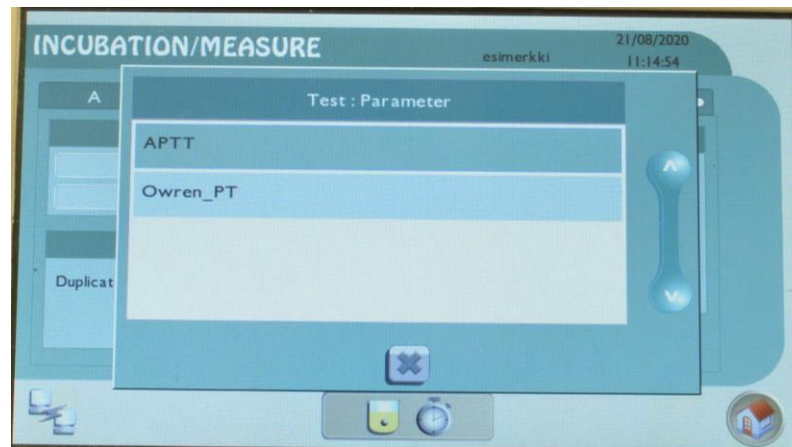 INCUBATION/MEASURE
esimerkki
21/08/2020
11:14:54
A
Test : Parameter
APTT
Owren_PT
Duplicat